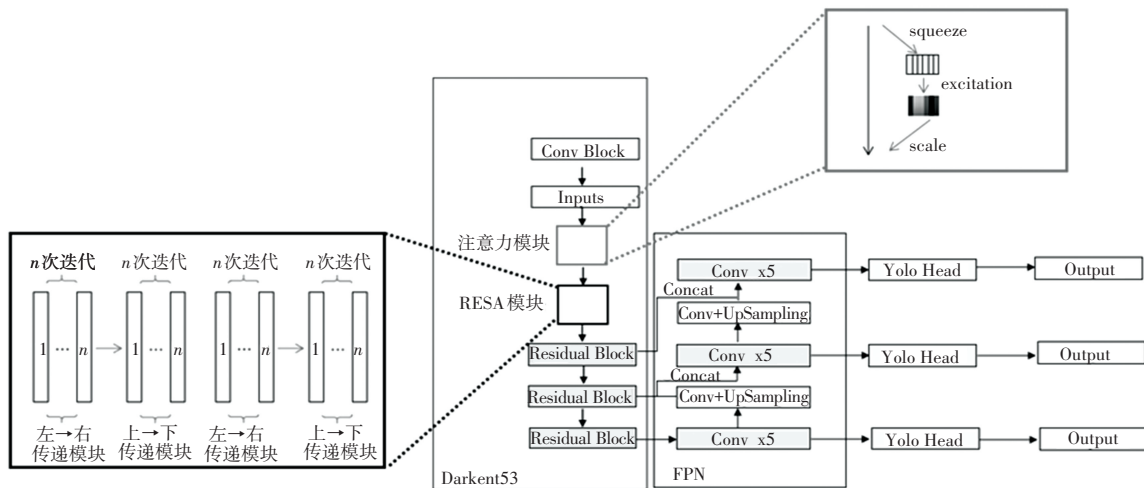 squeeze
excitation
scale
Conv Block
Inputs
注意力模块
RESA模块
Residual Block
Residual Block
Residual Block
Darkent53
n次迭代
n次迭代
n次迭代
n次迭代
1 ··· n
1 ··· n
1 ··· n
1 ··· n
左→右
传递模块
上→下
传递模块
左→右
传递模块
上→下
传递模块
Conv x5
Concat
Conv+UpSampling
Conv x5
Concat
Conv+UpSampling
Conv x5
FPN
Yolo Head
Output
Yolo Head
Output
Yolo Head
Output